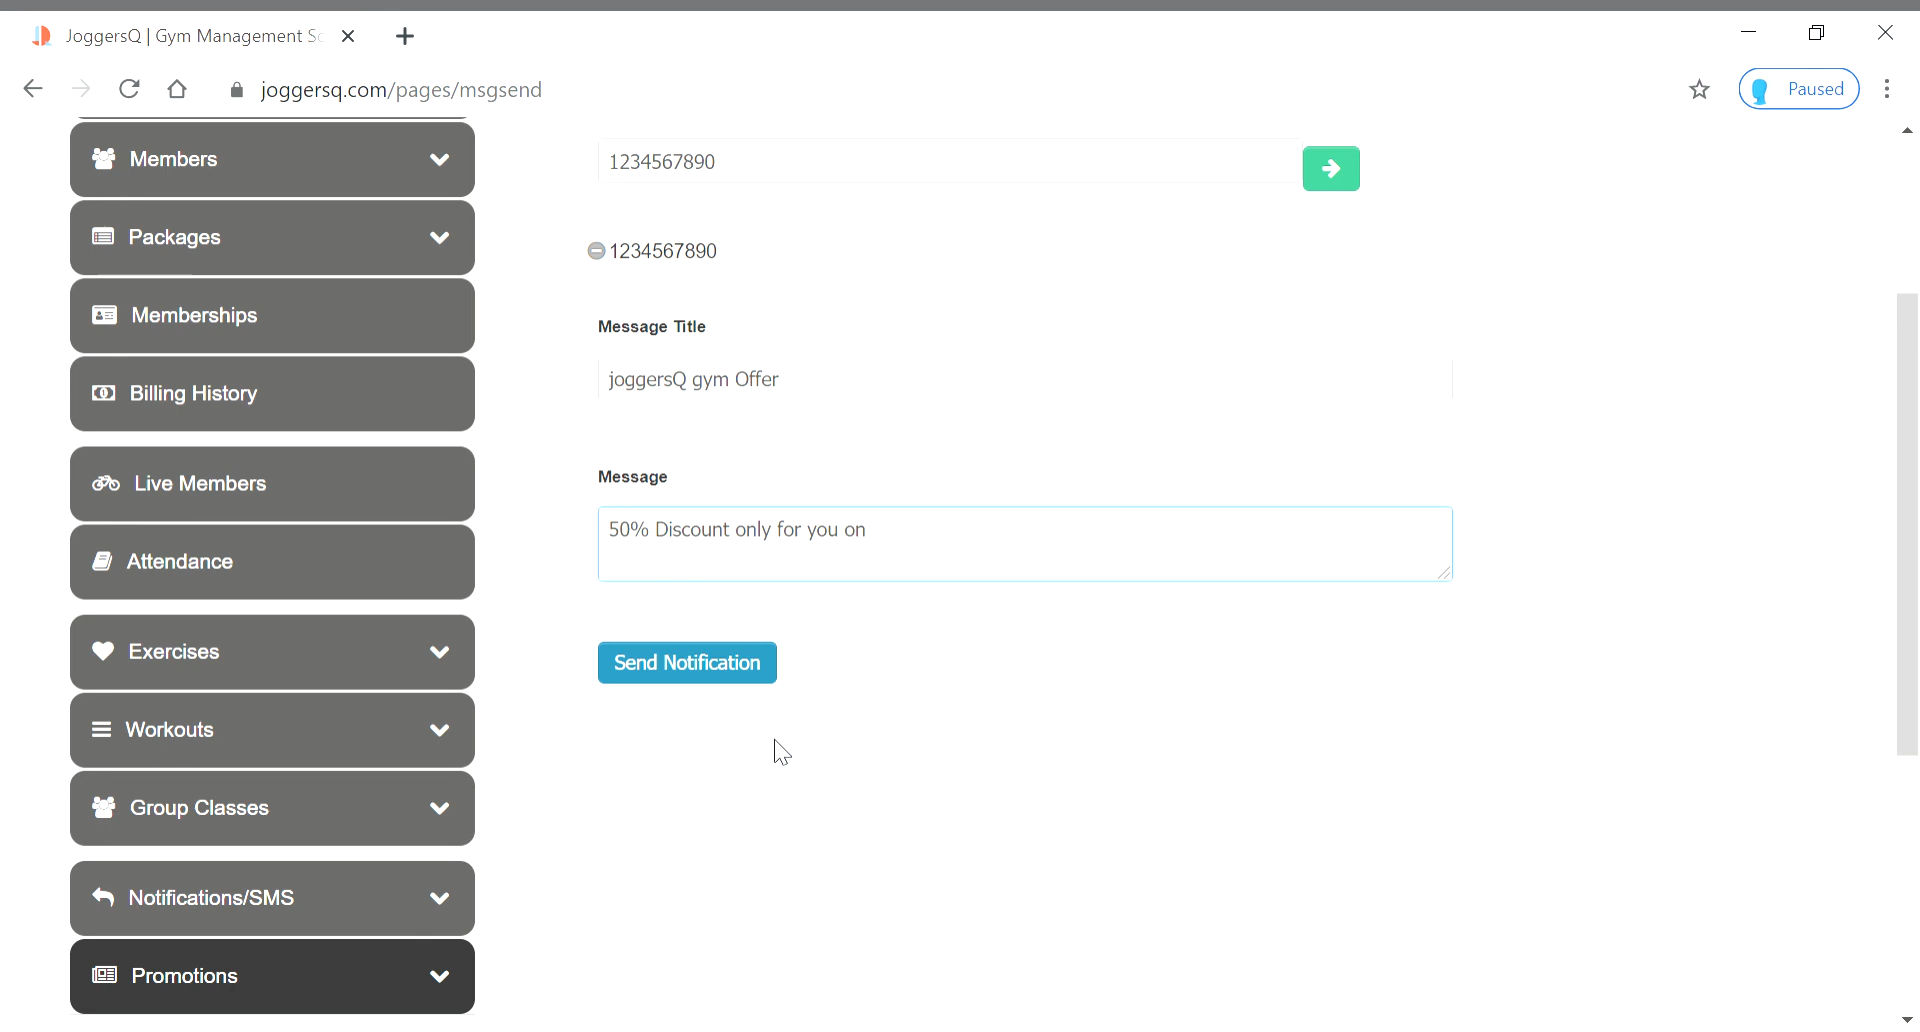 JoggersQ | Gym Management Sc
joggersq.com/pages/msgsend
Paused
Members
Packages
Memberships
Billing History
Live Members
Attendance
Exercises
Workouts
Group Classes
Notifications/SMS
Promotions
1234567890
1234567890
Message Title
joggersQ gym Offer
Message
50% Discount only for you on
Send Notification